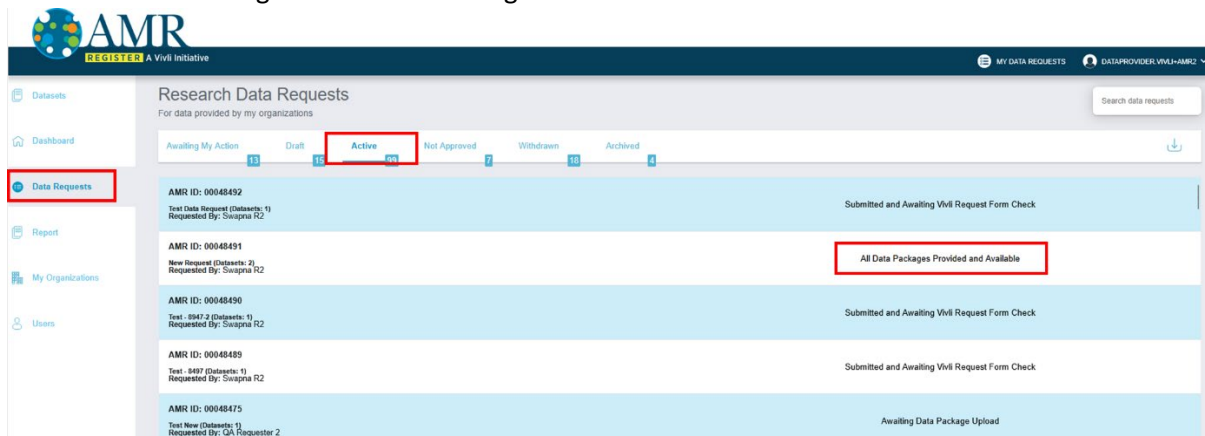 AMR
REGISTER A Vivli Initiative
MY DATA REQUESTS DATAPROVIDER.VIVLI+AMR2
Datasets
Dashboard
Data Requests
Report
My Organizations
Users
Research Data Requests
For data provided by my organizations
Search data requests
Awaiting My Action 13 Draft 15 Active 99 Not Approved 7 Withdrawn 18 Archived 4
AMR ID: 00048492
Test Data Request (Datasets: 1)
Requested By: Swapna R2
Submitted and Awaiting Vivli Request Form Check
AMR ID: 00048491
New Request (Datasets: 2)
Requested By: Swapna R2
All Data Packages Provided and Available
AMR ID: 00048490
Test - 8947-2 (Datasets: 1)
Requested By: Swapna R2
Submitted and Awaiting Vivli Request Form Check
AMR ID: 00048489
Test - 8497 (Datasets: 1)
Requested By: Swapna R2
Submitted and Awaiting Vivli Request Form Check
AMR ID: 00048475
Test New (Datasets: 1)
Requested By: QA Requester 2
Awaiting Data Package Upload